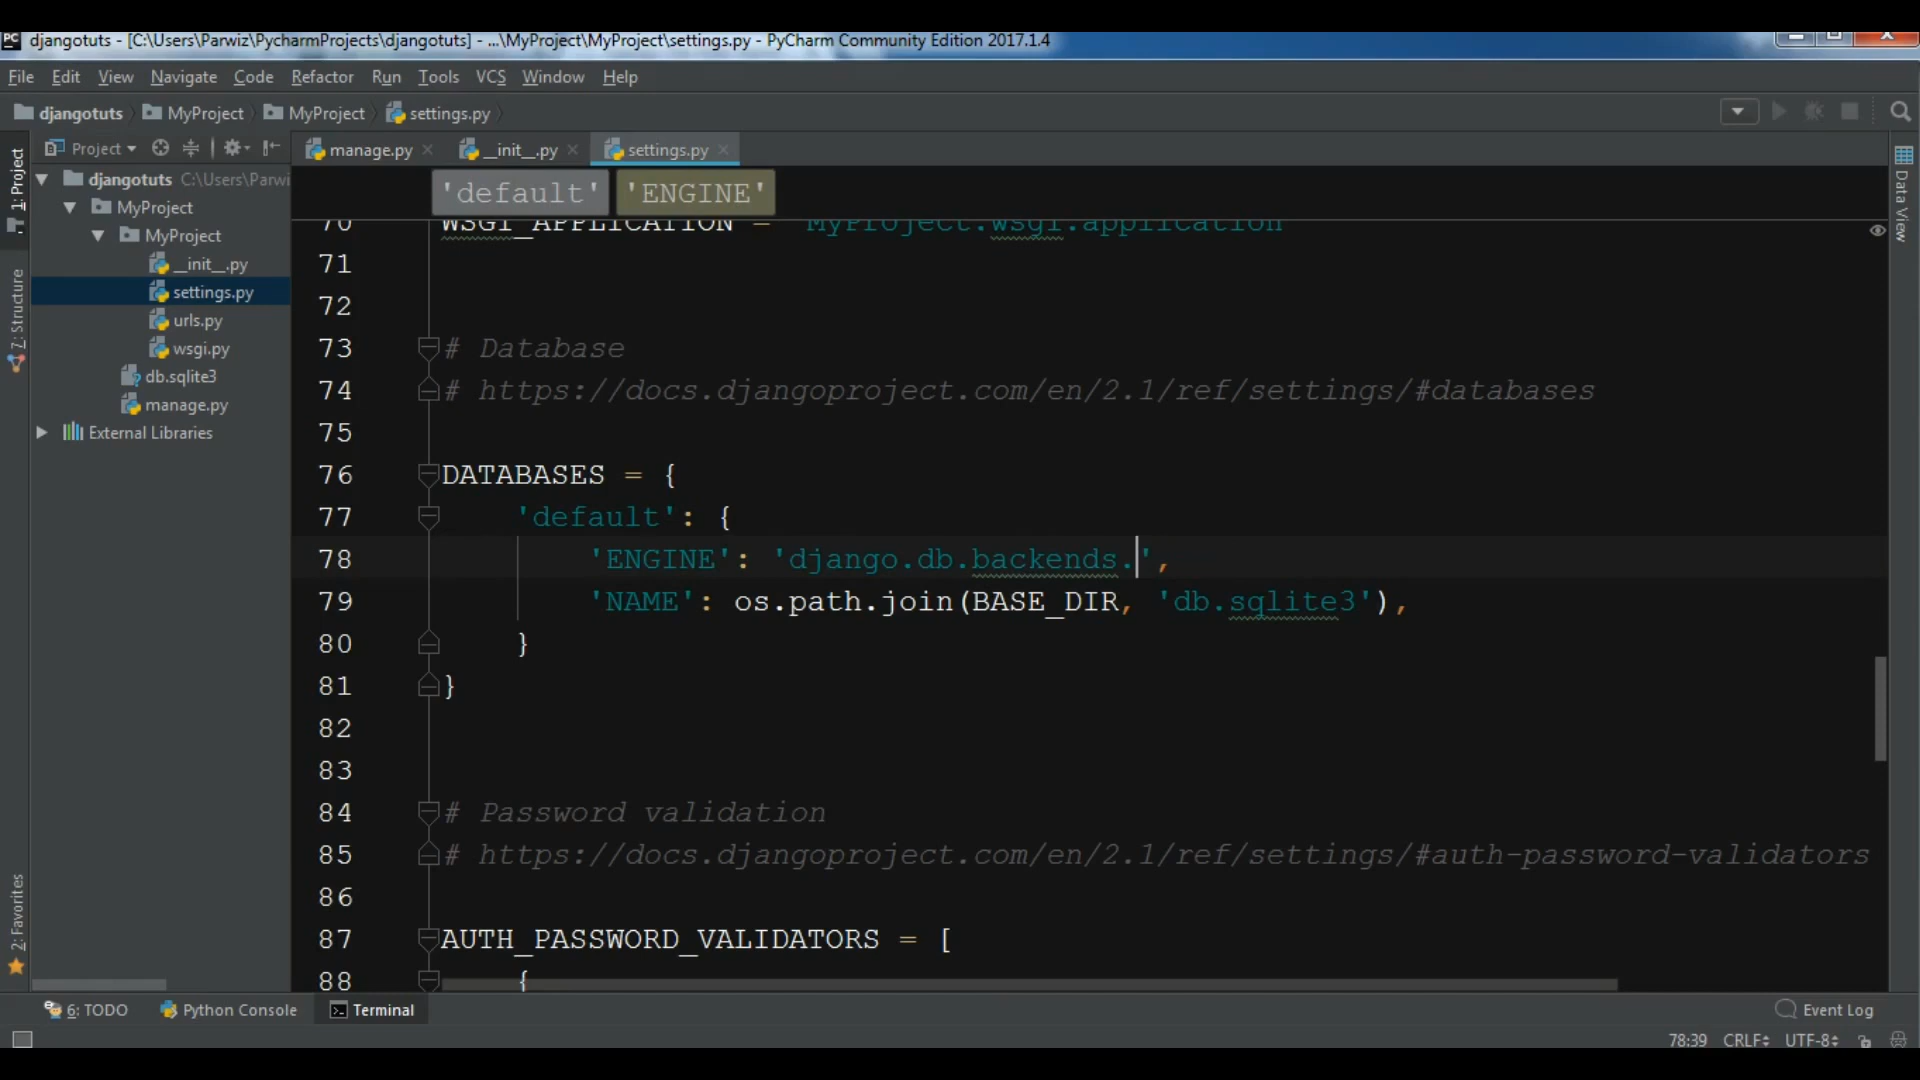 djangotuts - [C:\Users\Parwiz\PycharmProjects\djangotuts] - ...\MyProject\MyProject\settings.py - PyCharm Community Edition 2017.1.4
File Edit View Navigate Code Refactor Run Tools VCS Window Help
djangotuts MyProject MyProject settings.py
Project manage.py __init__.py settings.py
1: Project
7: Structure
2: Favorites
djangotuts C:\Users\Parwi
MyProject
MyProject
__init__.py
settings.py
urls.py
wsgi.py
db.sqlite3
manage.py
External Libraries
'default' 'ENGINE'
70 WSGI_APPLICATION = 'MyProject.wsgi.application
71
72
73 # Database
74 # https://docs.djangoproject.com/en/2.1/ref/settings/#databases
75
76 DATABASES = {
77 'default': {
78 'ENGINE': 'django.db.backends.',
79 'NAME': os.path.join(BASE_DIR, 'db.sqlite3'),
80 }
81 }
82
83
84 # Password validation
85 # https://docs.djangoproject.com/en/2.1/ref/settings/#auth-password-validators
86
87 AUTH_PASSWORD_VALIDATORS = [
88 {
Data View
6: TODO Python Console Terminal Event Log
78:39 CRLF UTF-8